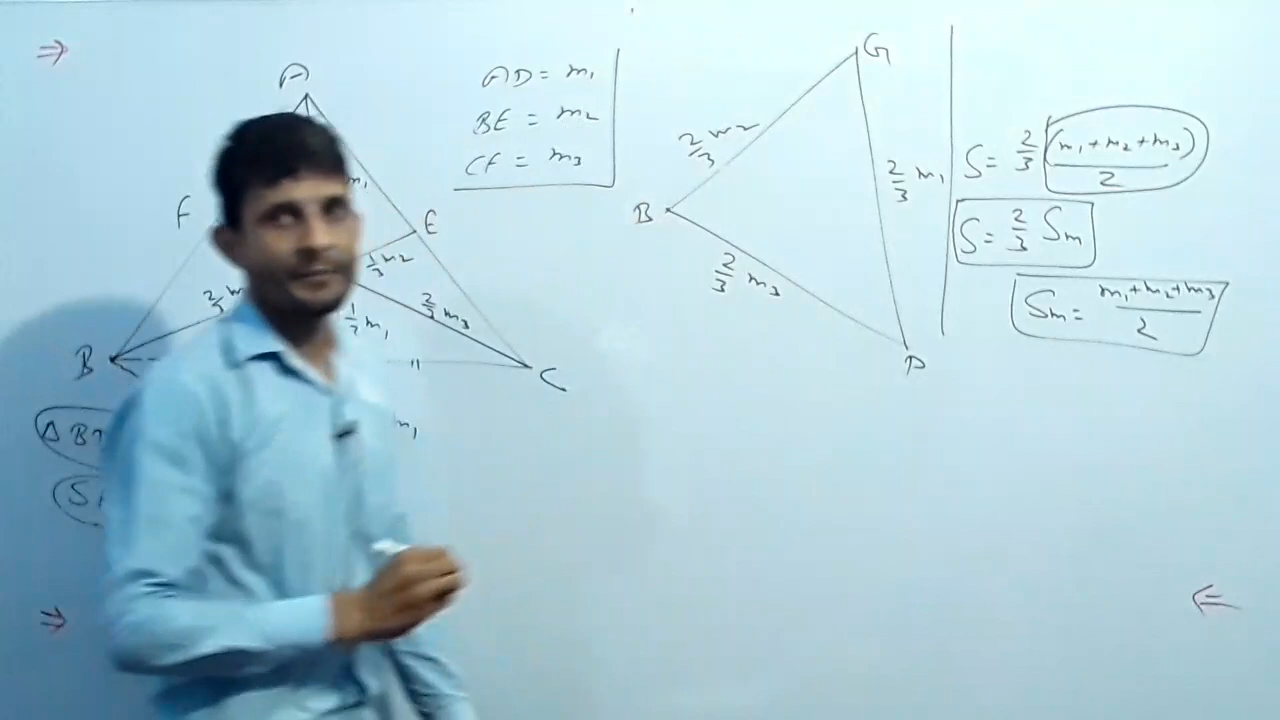 ⇒
A
AD = m₁
BE = m₂
CF = m₃
F
E
m₁
1/3 m₂
2/3 m
2/3 m₃
m₁
B
C
Δ B
m₁
S
⇒
G
2/3 m₂
2/3 m₁
B
2/3 m₃
P
S = 2/3 (m₁ + m₂ + m₃)/2
S = 2/3 Sm
Sm = (m₁+m₂+m₃)/2
⇐